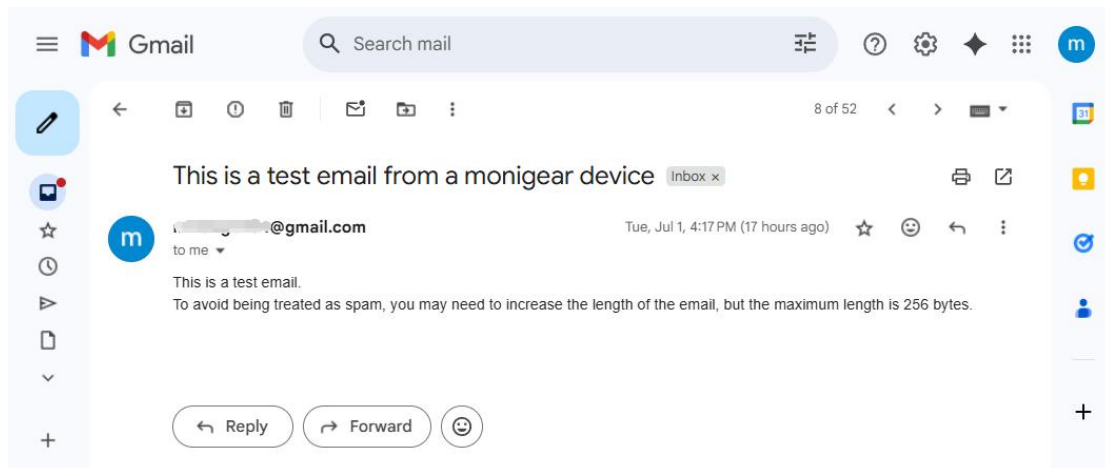 Gmail
Search mail
m
8 of 52
31
This is a test email from a monigear device Inbox ×
m
@gmail.com Tue, Jul 1, 4:17 PM (17 hours ago)
to me
This is a test email.
To avoid being treated as spam, you may need to increase the length of the email, but the maximum length is 256 bytes.
Reply Forward